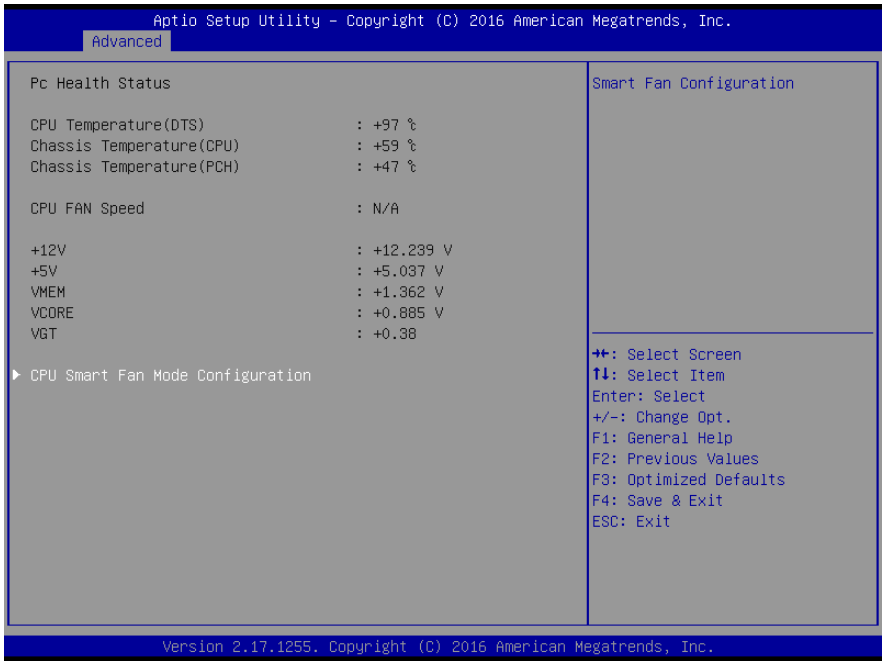 Aptio Setup Utility – Copyright (C) 2016 American Megatrends, Inc.
Advanced
Pc Health Status
CPU Temperature(DTS) : +97 ℃
Chassis Temperature(CPU) : +59 ℃
Chassis Temperature(PCH) : +47 ℃
CPU FAN Speed : N/A
+12V : +12.239 V
+5V : +5.037 V
VMEM : +1.362 V
VCORE : +0.885 V
VGT : +0.38
▶ CPU Smart Fan Mode Configuration
Smart Fan Configuration
→←: Select Screen
↑↓: Select Item
Enter: Select
+/-: Change Opt.
F1: General Help
F2: Previous Values
F3: Optimized Defaults
F4: Save & Exit
ESC: Exit
Version 2.17.1255. Copyright (C) 2016 American Megatrends, Inc.